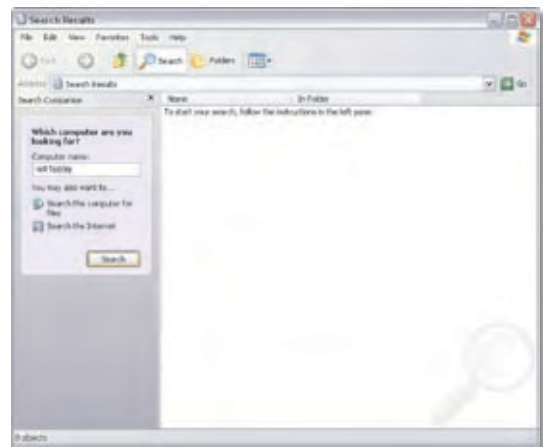 Search Results
File Edit View Favorites Tools Help
Back Search Folders
Address Search Results Go
Search Companion
Name In Folder
To start your search, follow the instructions in the left pane.
Which computer are you
looking for?
Computer name:
You may also want to...
Search this computer for
files
Search the Internet
Search
0 objects